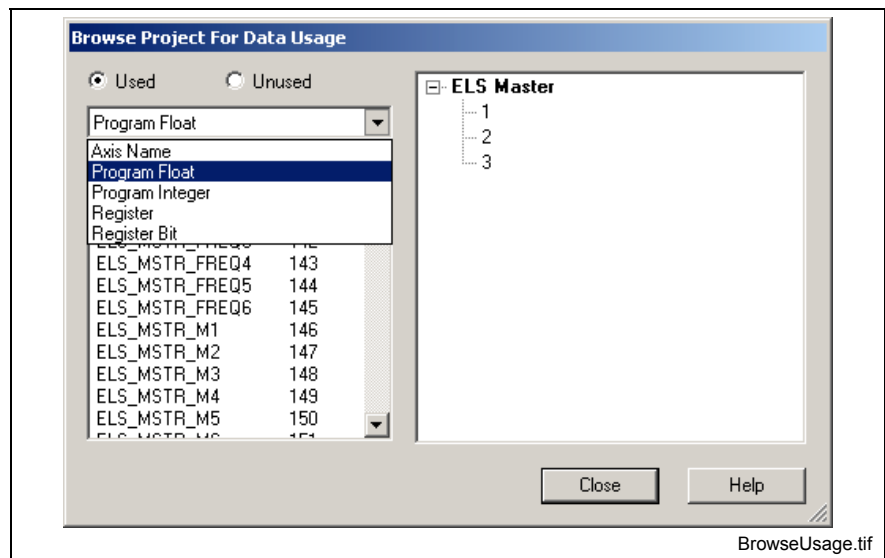 Browse Project For Data Usage
Used Unused
Program Float
Axis Name
Program Float
Program Integer
Register
Register Bit
ELS_MSTR_FREQ4 143
ELS_MSTR_FREQ5 144
ELS_MSTR_FREQ6 145
ELS_MSTR_M1 146
ELS_MSTR_M2 147
ELS_MSTR_M3 148
ELS_MSTR_M4 149
ELS_MSTR_M5 150
ELS Master
1
2
3
Close Help
BrowseUsage.tif